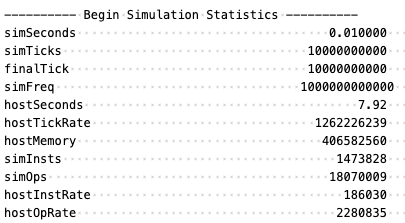 ---------- Begin Simulation Statistics ----------
simSeconds 0.010000
simTicks 10000000000
finalTick 10000000000
simFreq 1000000000000
hostSeconds 7.92
hostTickRate 1262226239
hostMemory 406582560
simInsts 1473828
simOps 18070009
hostInstRate 186030
hostOpRate 2280835